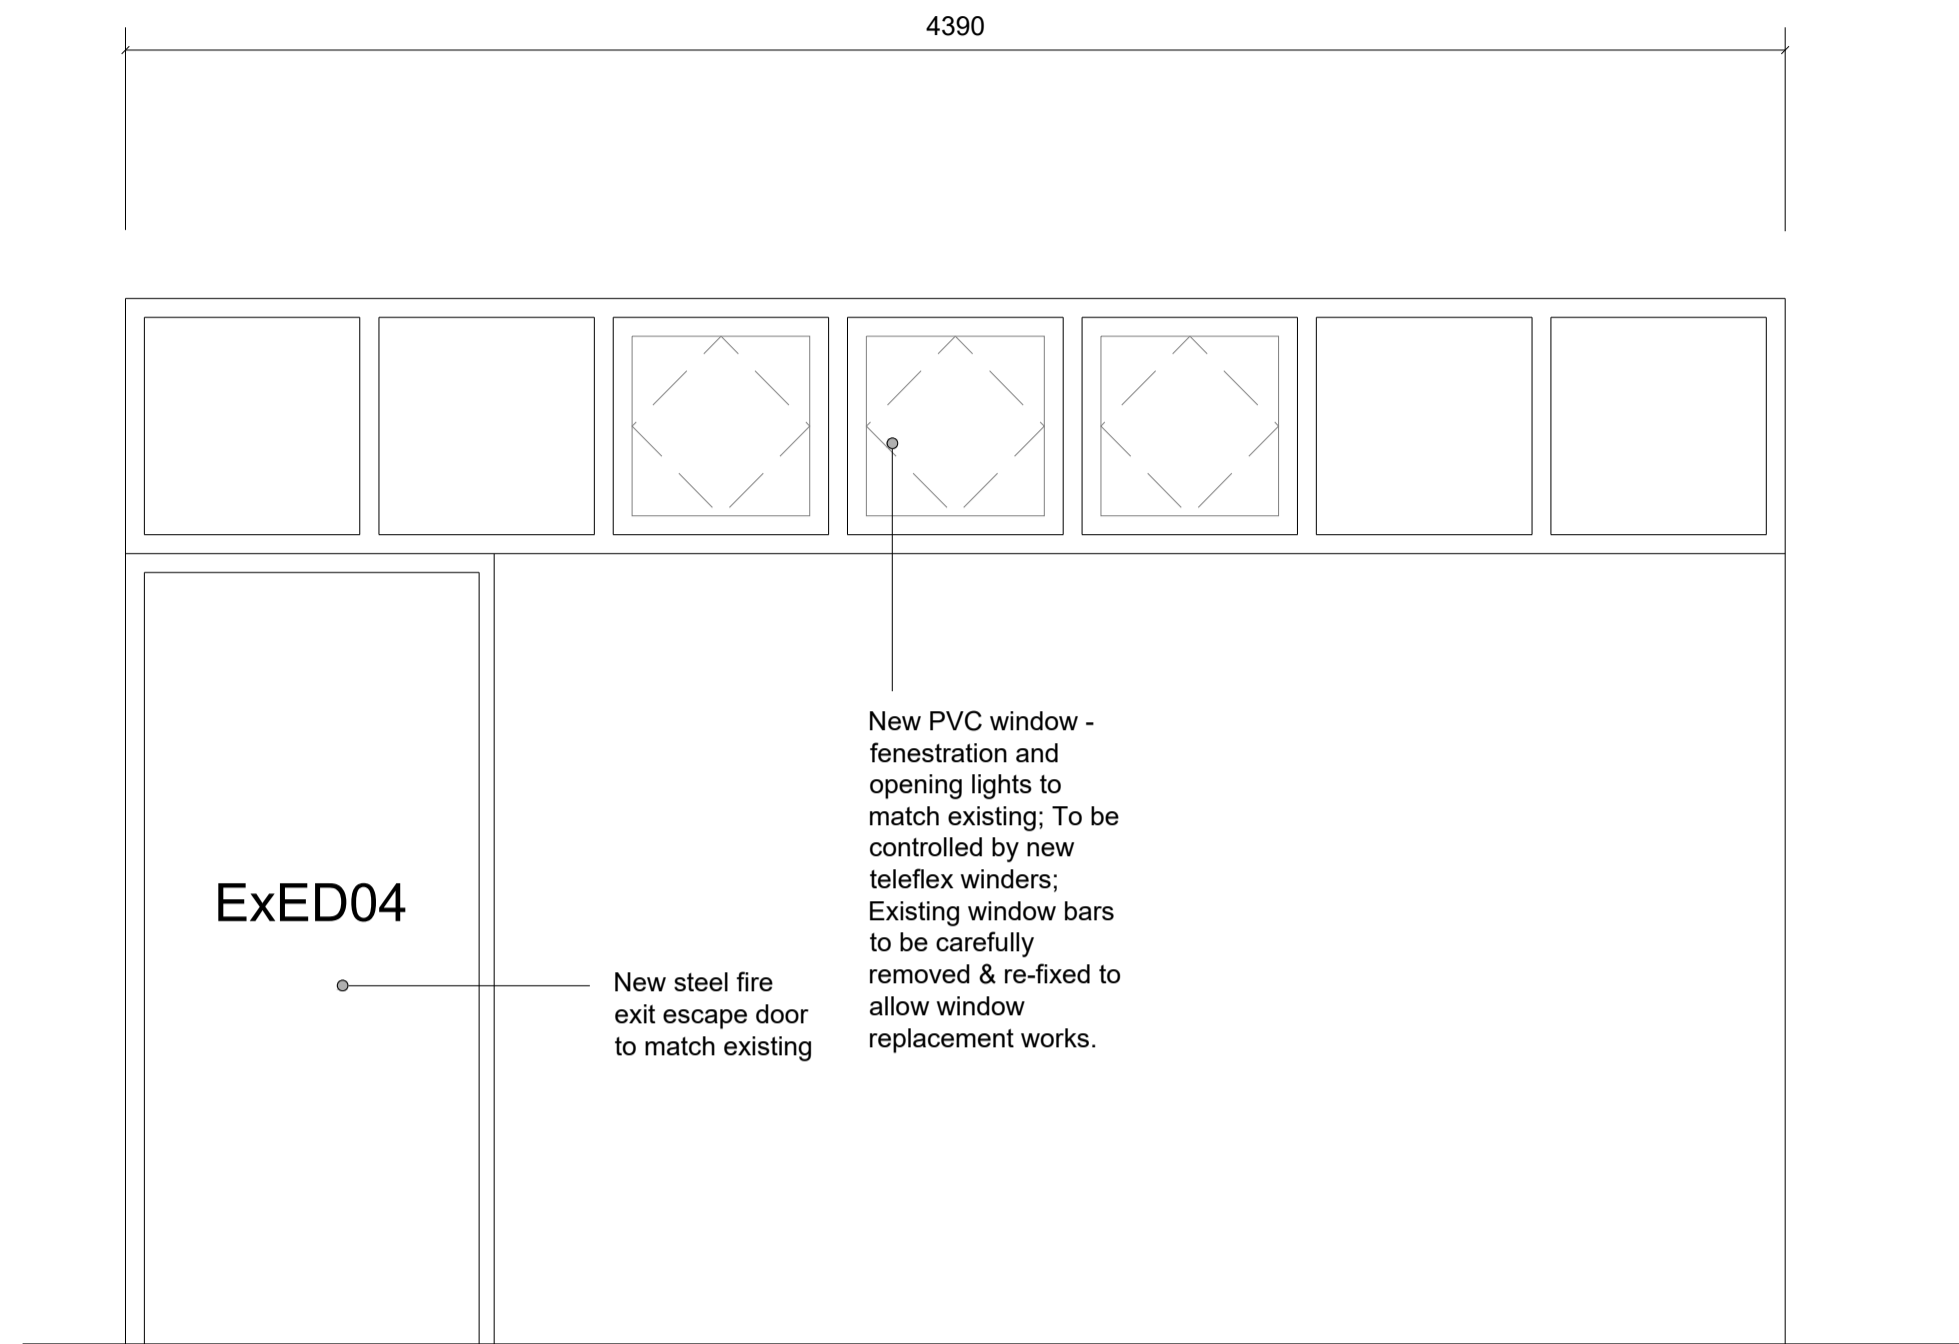 4390
New PVC window -
fenestration and
opening lights to
match existing; To be
controlled by new
teleflex winders;
Existing window bars
to be carefully
removed & re-fixed to
allow window
replacement works.
ExED04
New steel fire
exit escape door
to match existing